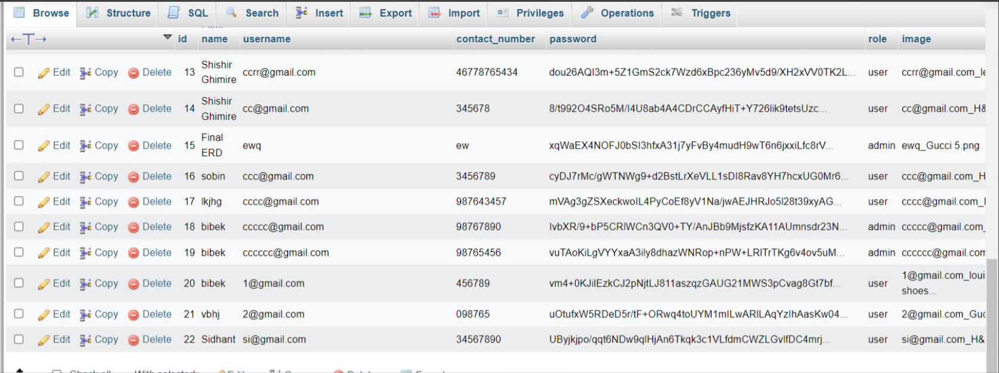 Browse Structure SQL Search Insert Export Import Privileges Operations Triggers
id name username contact_number password role image
Edit Copy Delete 13 Shishir Ghimire ccrr@gmail.com 46778765434 dou26AQI3m+5Z1GmS2ck7Wzd6xBpc236yMv5d9/XH2xVV0TK2L... user ccrr@gmail.com_le
Edit Copy Delete 14 Shishir Ghimire cc@gmail.com 345678 8/t992O4SRo5M/I4U8ab4A4CDrCCAyfHiT+Y726lik9tetsUzc... user cc@gmail.com_H&
Edit Copy Delete 15 Final ERD ewq ew xqWaEX4NOFJ0bSI3hfxA31j7yFvBy4mudH9wT6n6jxxiLfc8rV... admin ewq_Gucci 5.png
Edit Copy Delete 16 sobin ccc@gmail.com 3456789 cyDJ7rMc/gWTNWg9+d2BstLrXeVLL1sDI8Rav8YH7hcxUG0Mr6... user ccc@gmail.com_H
Edit Copy Delete 17 lkjhg cccc@gmail.com 987643457 mVAg3gZSXeckwoIL4PyCoEf8yV1Na/jwAEJHRJo5I28t39xyAG... user cccc@gmail.com_l
Edit Copy Delete 18 bibek ccccc@gmail.com 98767890 IvbXR/9+bP5CRIWCn3QV0+TY/AnJBb9MjsfzKA11AUmnsdr23N... admin ccccc@gmail.com_
Edit Copy Delete 19 bibek cccccc@gmail.com 98765456 vuTAoKiLgVYYxaA3ily8dhazWNRop+nPW+LRITrTKg6v4ov5uM... admin cccccc@gmail.com
Edit Copy Delete 20 bibek 1@gmail.com 456789 vm4+0KJilEzkCJ2pNjtLJ811aszqzGAUG21MWS3pCvag8Gt7bf... user 1@gmail.com_loui shoes...
Edit Copy Delete 21 vbhj 2@gmail.com 098765 uOtufxW5RDeD5r/tF+ORwq4toUYM1mILwARILAqYzIhAasKw04... user 2@gmail.com_Guc
Edit Copy Delete 22 Sidhant si@gmail.com 34567890 UByjkjpo/qqt6NDw9qIHjAn6Tkqk3c1VLfdmCWZLGvIfDC4mrj... user si@gmail.com_H&